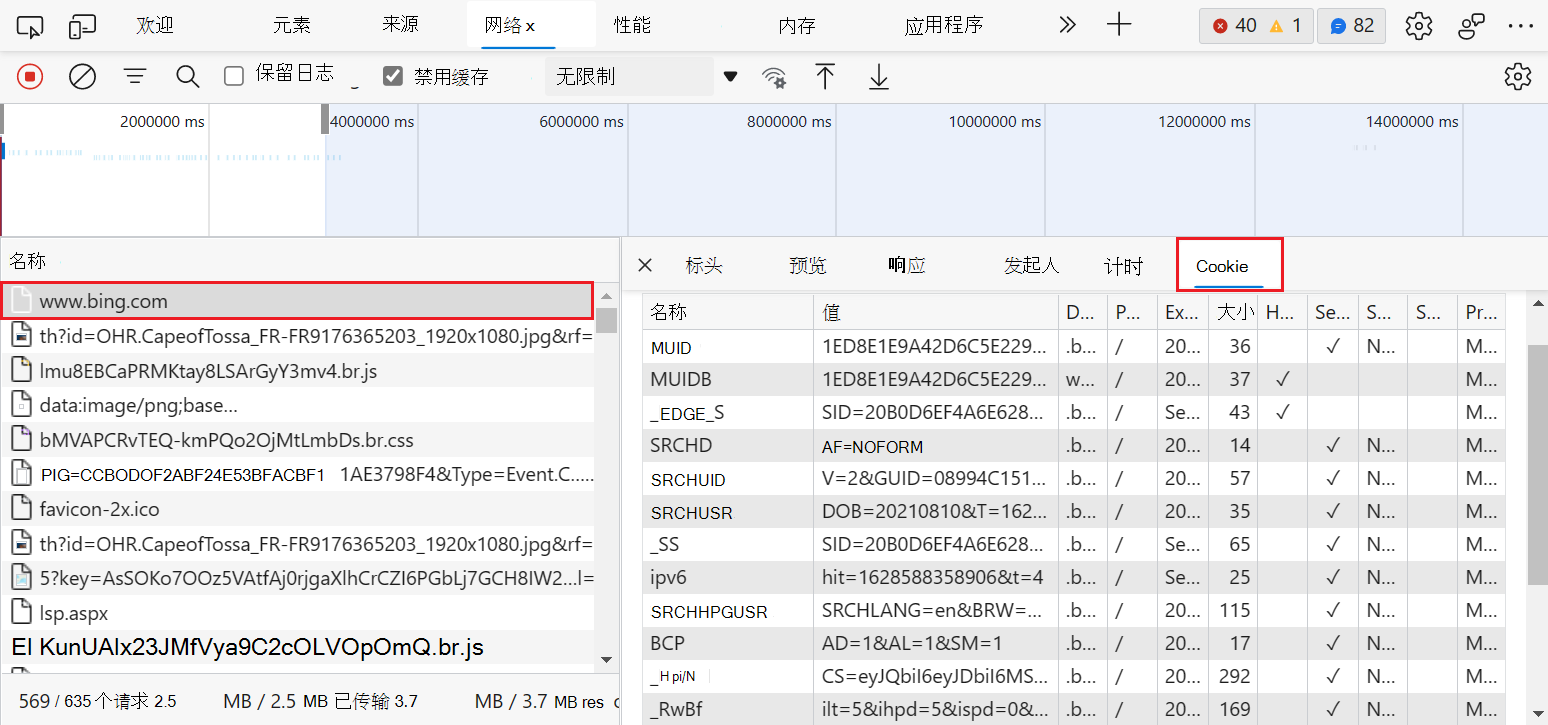 欢迎 元素 来源 网络 x 性能 内存 应用程序 40 1 82
保留日志 禁用缓存 无限制
2000000 ms 4000000 ms 6000000 ms 8000000 ms 10000000 ms 12000000 ms 14000000 ms
名称
www.bing.com
th?id=OHR.CapeofTossa_FR-FR9176365203_1920x1080.jpg&rf=
lmu8EBCaPRMKtay8LSArGyY3mv4.br.js
data:image/png;base...
bMVAPCRvTEQ-kmPQo2OjMtLmbDs.br.css
PIG=CCBODOF2ABF24E53BFACBF1 1AE3798F4&Type=Event.C......
favicon-2x.ico
th?id=OHR.CapeofTossa_FR-FR9176365203_1920x1080.jpg&rf=
5?key=AsSOKo7OOz5VAtfAj0rjgaXlhCrCZI6PGbLj7GCH8IW2...l=
lsp.aspx
El KunUAlx23JMfVya9C2cOLVOpOmQ.br.js
569 / 635 个请求 2.5 MB / 2.5 MB 已传输 3.7 MB / 3.7 MB res
标头 预览 响应 发起人 计时 Cookie
名称 值 D... P... Ex... 大小 H... Se... S... S... Pr...
MUID 1ED8E1E9A42D6C5E229... .b... / 20... 36 ✓ N... M...
MUIDB 1ED8E1E9A42D6C5E229... w... / 20... 37 ✓ M...
_EDGE_S SID=20B0D6EF4A6E628... .b... / Se... 43 ✓ M...
SRCHD AF=NOFORM .b... / 20... 14 ✓ N... M...
SRCHUID V=2&GUID=08994C151... .b... / 20... 57 ✓ N... M...
SRCHUSR DOB=20210810&T=162... .b... / 20... 35 ✓ N... M...
_SS SID=20B0D6EF4A6E628... .b... / Se... 65 ✓ N... M...
ipv6 hit=1628588358906&t=4 .b... / Se... 25 ✓ N... M...
SRCHHPGUSR SRCHLANG=en&BRW=... .b... / 20... 115 ✓ N... M...
BCP AD=1&AL=1&SM=1 .b... / 20... 17 ✓ N... M...
_H pi/N CS=eyJQbiI6eyJDbiI6MS... .b... / 20... 292 ✓ N... M...
_RwBf ilt=5&ihpd=5&ispd=0&... .b... / 20... 169 ✓ N... M...